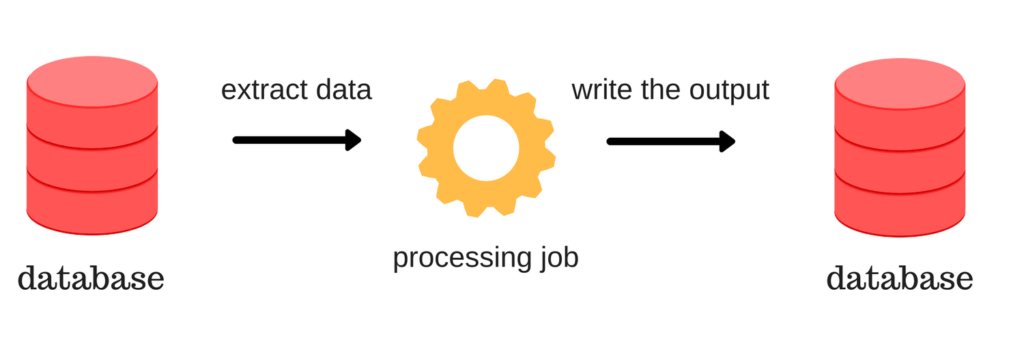 extract data
write the output
processing job
database
database